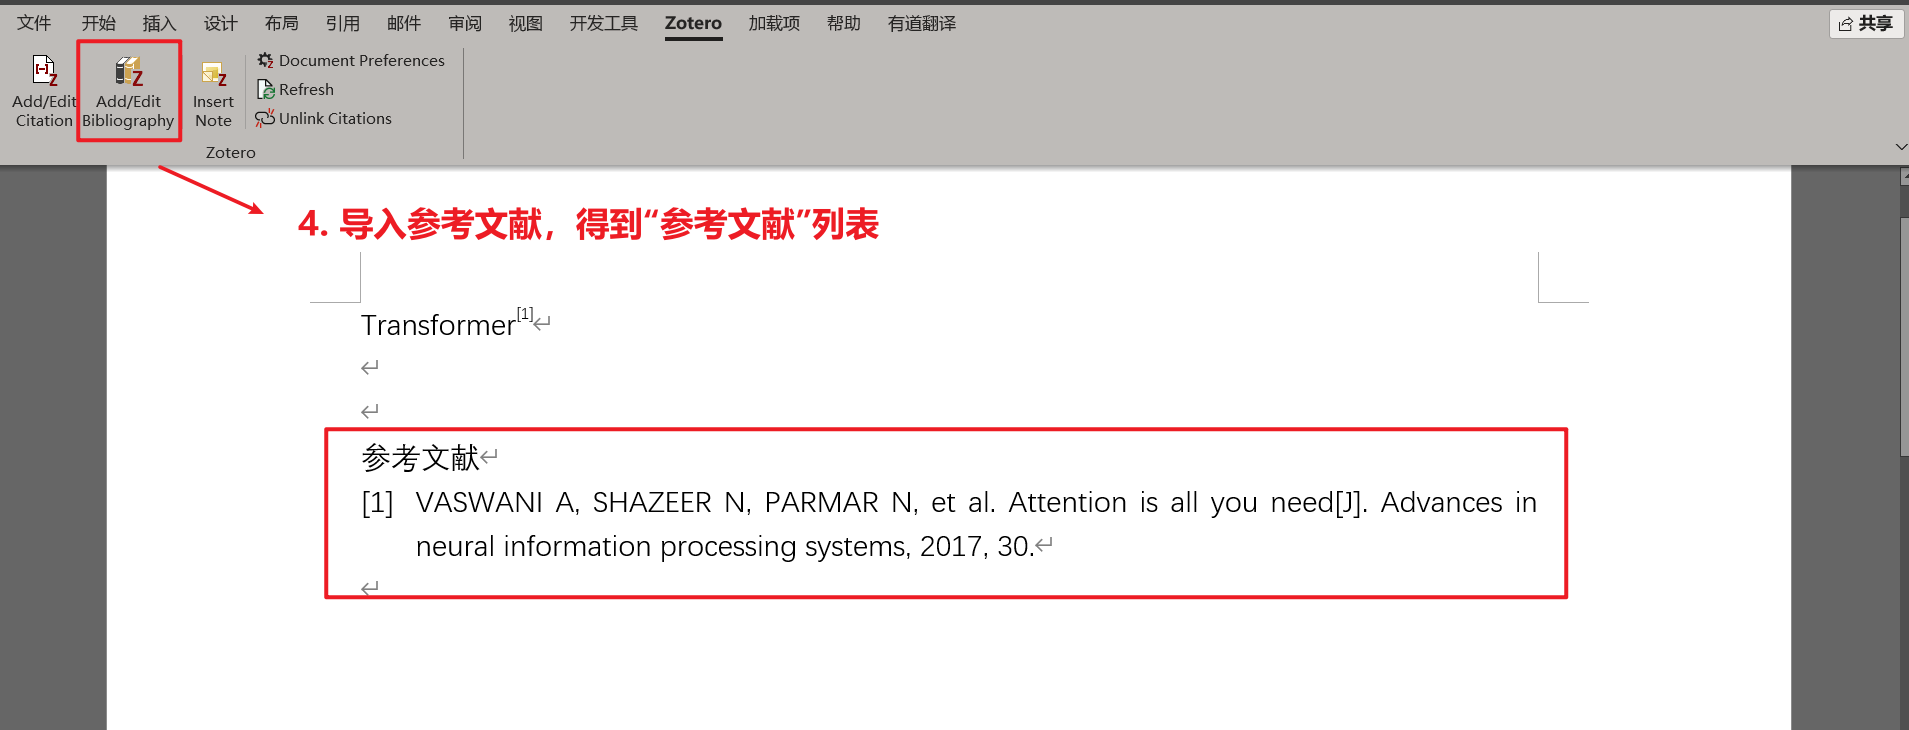 文件 开始 插入 设计 布局 引用 邮件 审阅 视图 开发工具 Zotero 加载项 帮助 有道翻译 共享
Add/Edit Citation
Add/Edit Bibliography
Insert Note
Document Preferences
Refresh
Unlink Citations
Zotero
4. 导入参考文献，得到“参考文献”列表
Transformer[1]
参考文献
[1] VASWANI A, SHAZEER N, PARMAR N, et al. Attention is all you need[J]. Advances in
neural information processing systems, 2017, 30.